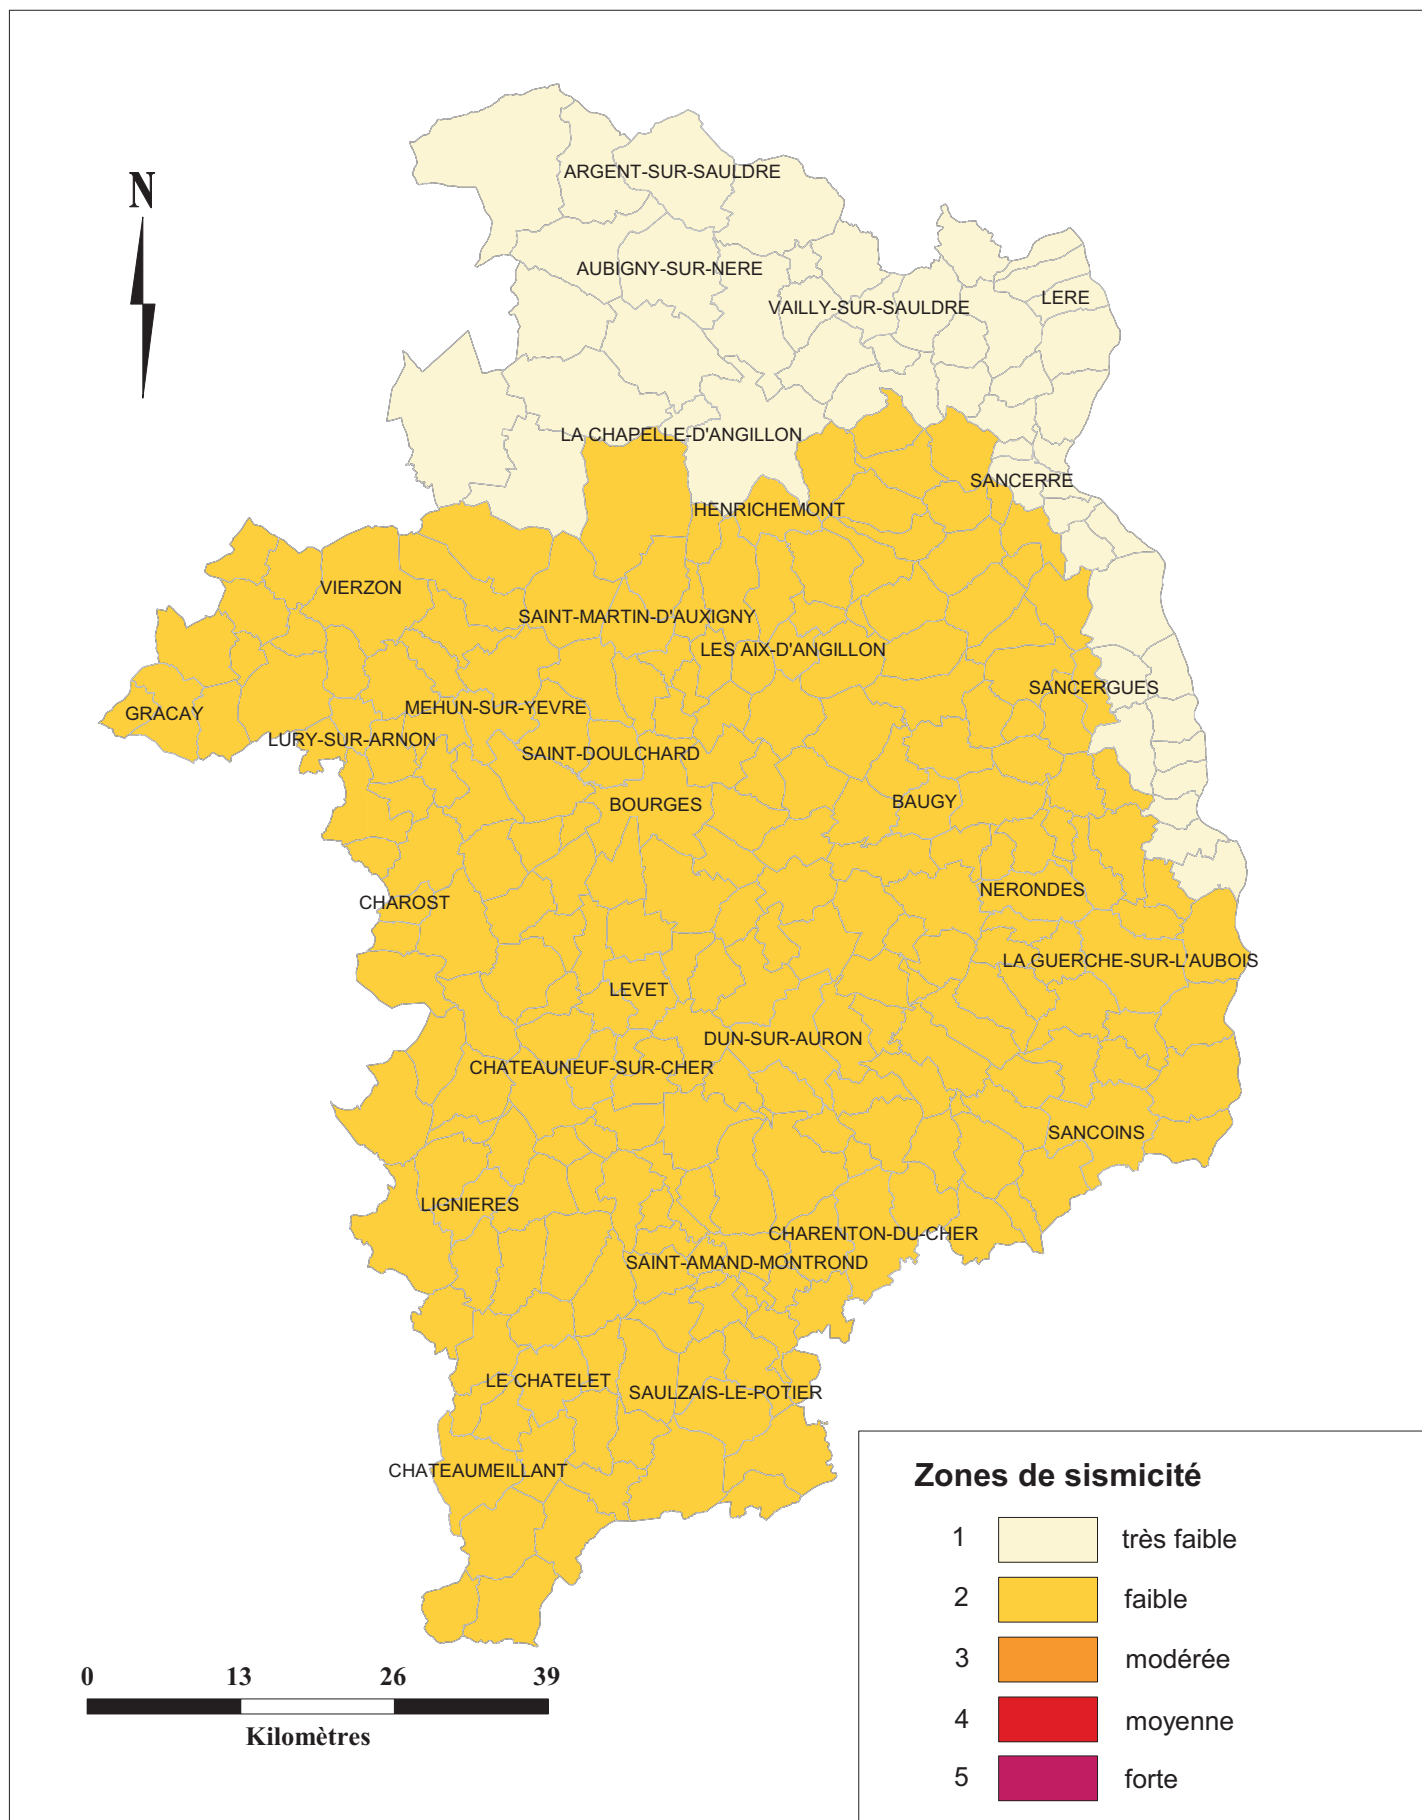 N
ARGENT-SUR-SAULDRE
AUBIGNY-SUR-NERE
LERE
VAILLY-SUR-SAULDRE
LA CHAPELLE-D'ANGILLON
SANCERRE
HENRICHEMONT
VIERZON
SAINT-MARTIN-D'AUXIGNY
LES AIX-D'ANGILLON
SANCERGUES
GRACAY
MEHUN-SUR-YEVRE
LURY-SUR-ARNON
SAINT-DOULCHARD
BOURGES
BAUGY
NERONDES
CHAROST
LA GUERCHE-SUR-L'AUBOIS
LEVET
DUN-SUR-AURON
CHATEAUNEUF-SUR-CHER
SANCOINS
LIGNIERES
CHARENTON-DU-CHER
SAINT-AMAND-MONTROND
LE CHATELET
SAULZAIS-LE-POTIER
CHATEAUMEILLANT
Zones de sismicité
1 très faible
2 faible
3 modérée
4 moyenne
5 forte
0 13 26 39
Kilomètres